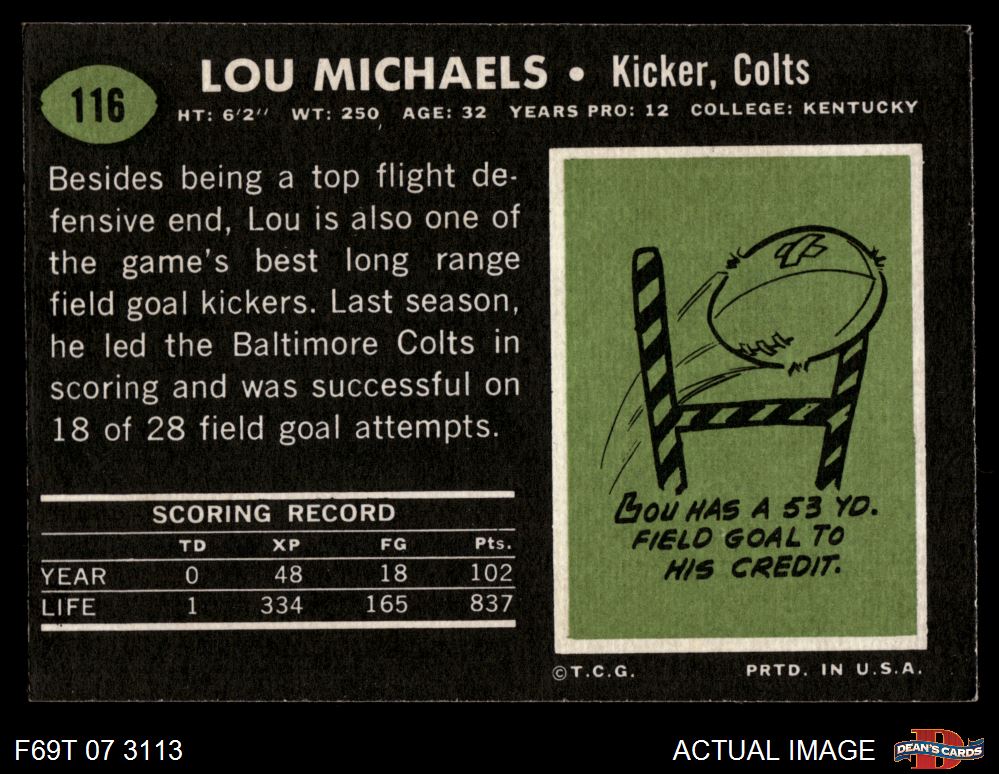 116
LOU MICHAELS • Kicker, Colts
HT: 6'2" WT: 250 AGE: 32 YEARS PRO: 12 COLLEGE: KENTUCKY
Besides being a top flight de-
fensive end, Lou is also one of
the game's best long range
field goal kickers. Last season,
he led the Baltimore Colts in
scoring and was successful on
18 of 28 field goal attempts.
SCORING RECORD
TD XP FG Pts.
YEAR 0 48 18 102
LIFE 1 334 165 837
LOU HAS A 53 YD.
FIELD GOAL TO
HIS CREDIT.
©T.C.G. PRTD. IN U.S.A.
F69T 07 3113
ACTUAL IMAGE
D
DEAN'S CARDS